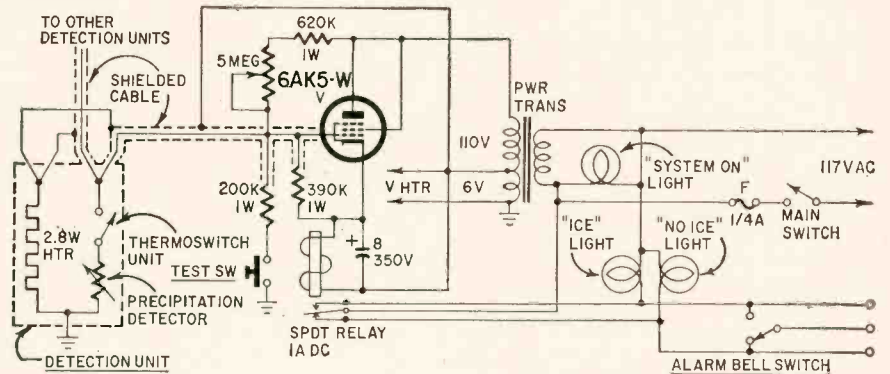 TO OTHER
DETECTION UNITS
SHIELDED
CABLE
620K
1W
5 MEG
6AK5-W
V
PWR
TRANS
110V
6V
V HTR
"SYSTEM ON"
LIGHT
117VAC
F
1/4A
MAIN
SWITCH
200K
1W
390K
1W
+
8
350V
"ICE"
LIGHT
"NO ICE"
LIGHT
2.8W
HTR
THERMOSWITCH
UNIT
TEST SW
PRECIPITATION
DETECTOR
SPDT RELAY
1A DC
DETECTION UNIT
ALARM BELL SWITCH